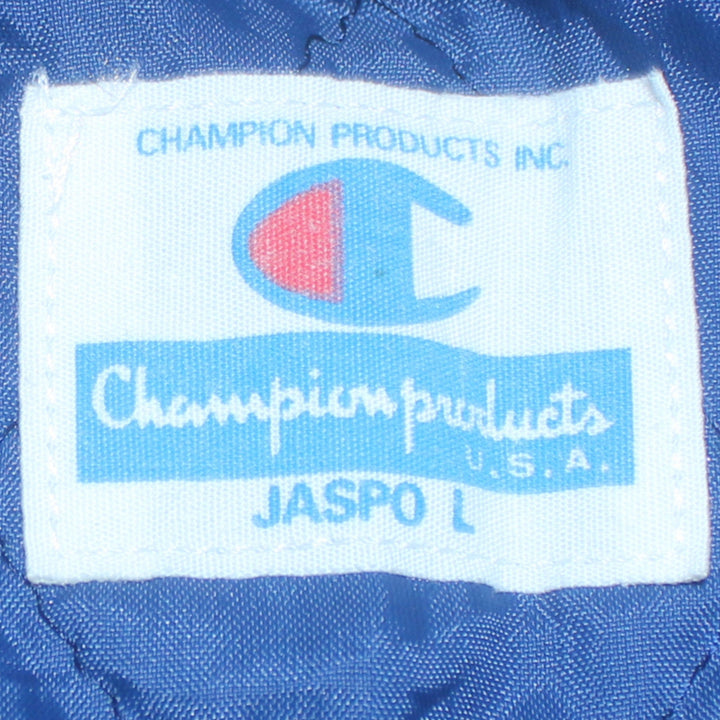 CHAMPION PRODUCTS INC.
Champion products
U.S.A.
JASPO L